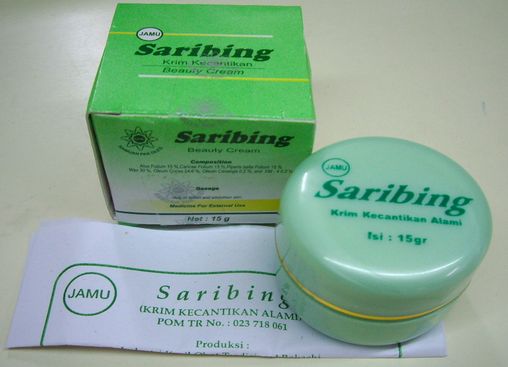 JAMU
Saribing
Krim Kecantikan
Beauty Cream
Saribing
Beauty Cream
Composition
Dosage
Medicine For External Use
Net : 15 g
JAMU
Saribing
Krim Kecantikan Alami
Isi : 15gr
JAMU
Saribing
(KRIM KECANTIKAN ALAMI)
POM TR No. : 023 718 061
Produksi :